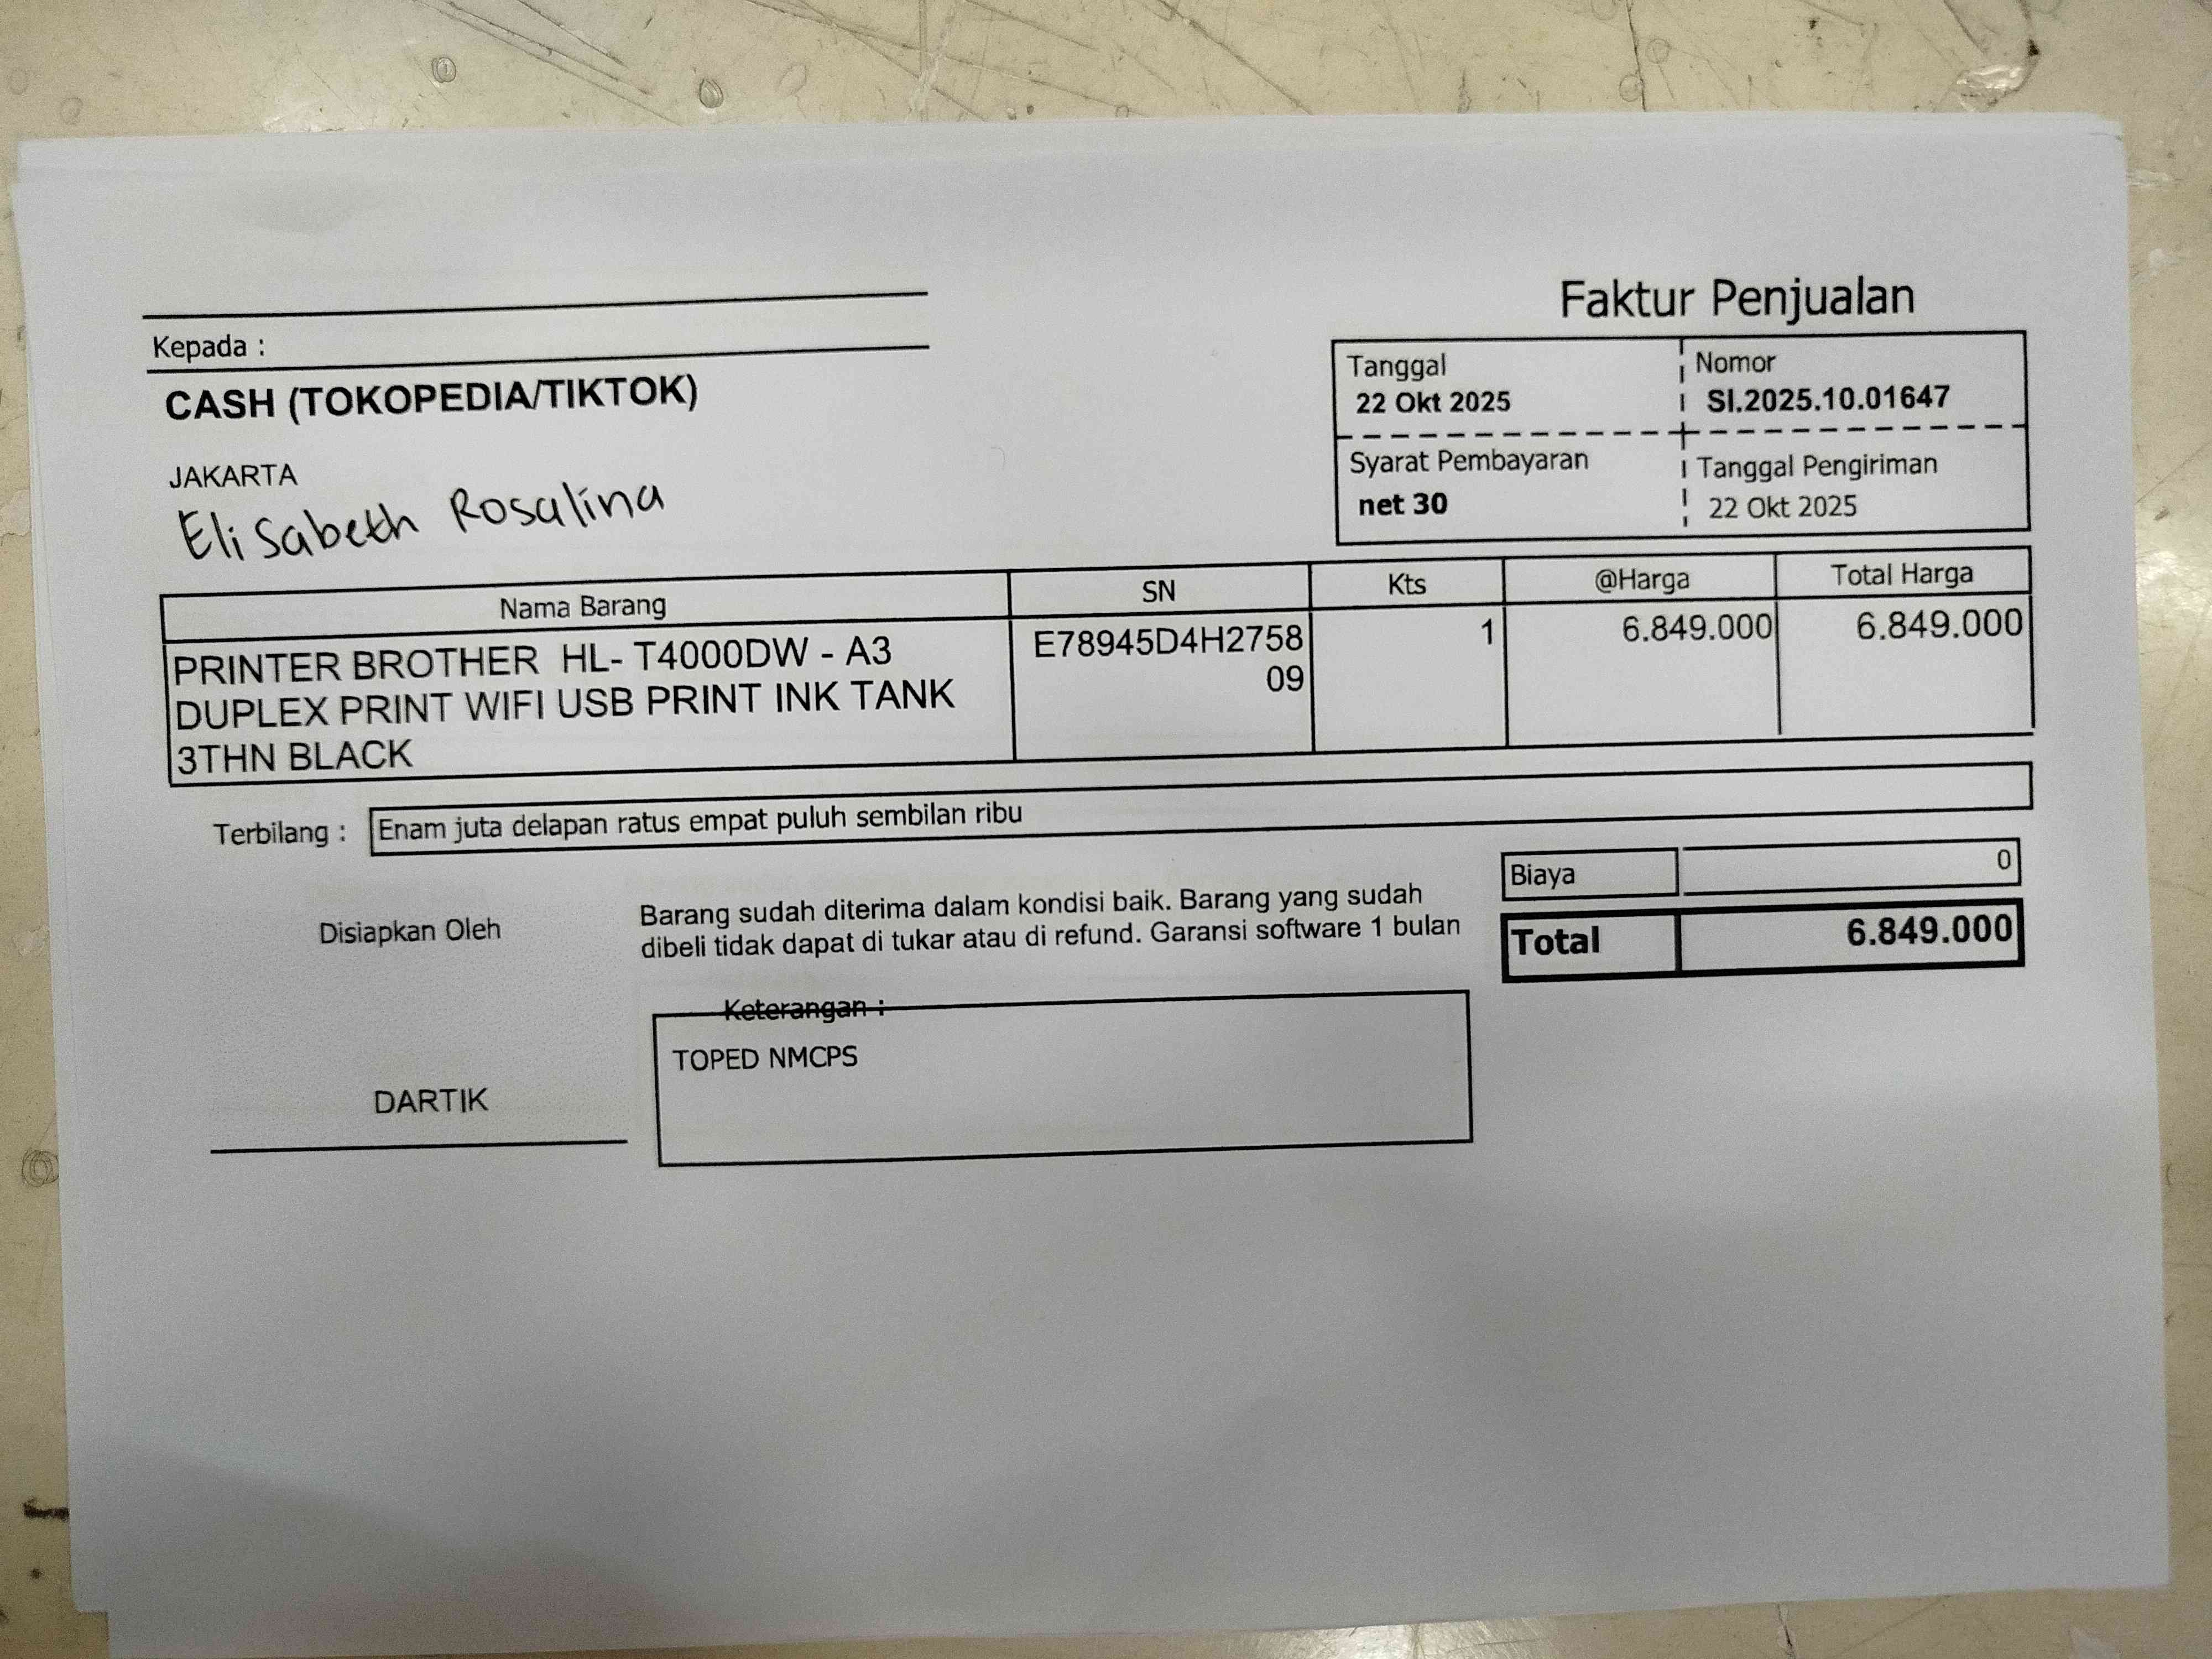 Faktur Penjualan
Kepada :
CASH (TOKOPEDIA/TIKTOK)
JAKARTA
Elisabeth Rosalina
Tanggal
22 Okt 2025
Nomor
SI.2025.10.01647
Syarat Pembayaran
net 30
Tanggal Pengiriman
22 Okt 2025
Nama Barang SN Kts @Harga Total Harga
PRINTER BROTHER HL- T4000DW - A3 E78945D4H2758 1 6.849.000 6.849.000
DUPLEX PRINT WIFI USB PRINT INK TANK 09
3THN BLACK
Terbilang : Enam juta delapan ratus empat puluh sembilan ribu
Biaya 0
Total 6.849.000
Disiapkan Oleh
DARTIK
Barang sudah diterima dalam kondisi baik. Barang yang sudah
dibeli tidak dapat di tukar atau di refund. Garansi software 1 bulan
Keterangan :
TOPED NMCPS